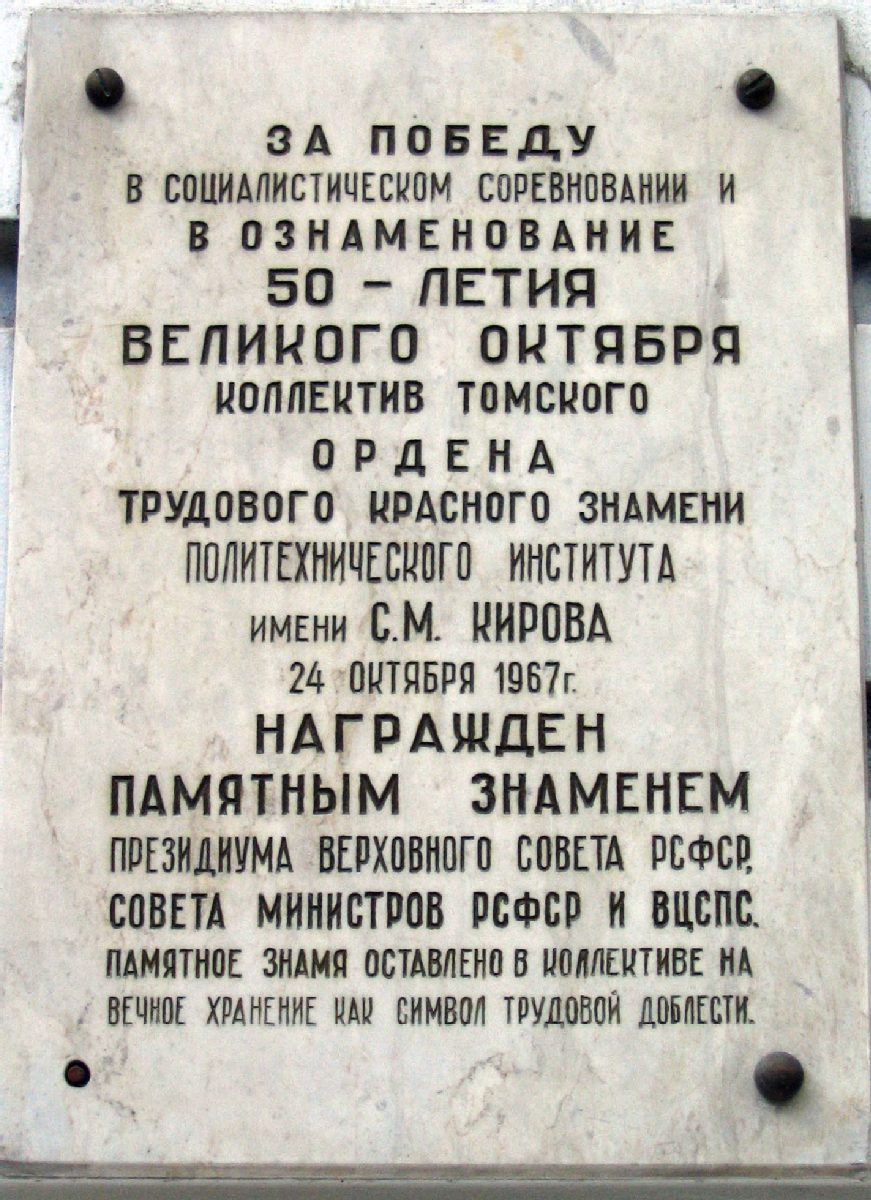 ЗА ПОБЕДУ
В СОЦИАЛИСТИЧЕСКОМ СОРЕВНОВАНИИ И
В ОЗНАМЕНОВАНИЕ
50 – ЛЕТИЯ
ВЕЛИКОГО ОКТЯБРЯ
КОЛЛЕКТИВ ТОМСКОГО
ОРДЕНА
ТРУДОВОГО КРАСНОГО ЗНАМЕНИ
ПОЛИТЕХНИЧЕСКОГО ИНСТИТУТА
ИМЕНИ С.М. КИРОВА
24 ОКТЯБРЯ 1967г.
НАГРАЖДЕН
ПАМЯТНЫМ ЗНАМЕНЕМ
ПРЕЗИДИУМА ВЕРХОВНОГО СОВЕТА РСФСР,
СОВЕТА МИНИСТРОВ РСФСР И ВЦСПС.
ПАМЯТНОЕ ЗНАМЯ ОСТАВЛЕНО В КОЛЛЕКТИВЕ НА
ВЕЧНОЕ ХРАНЕНИЕ КАК СИМВОЛ ТРУДОВОЙ ДОБЛЕСТИ.